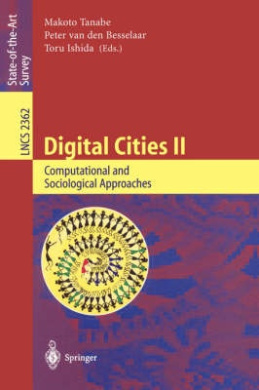 Makoto Tanabe
Peter van den Besselaar
Toru Ishida (Eds.)
State-of-the-Art
Survey
LNCS 2362
Digital Cities II
Computational and
Sociological Approaches
Springer